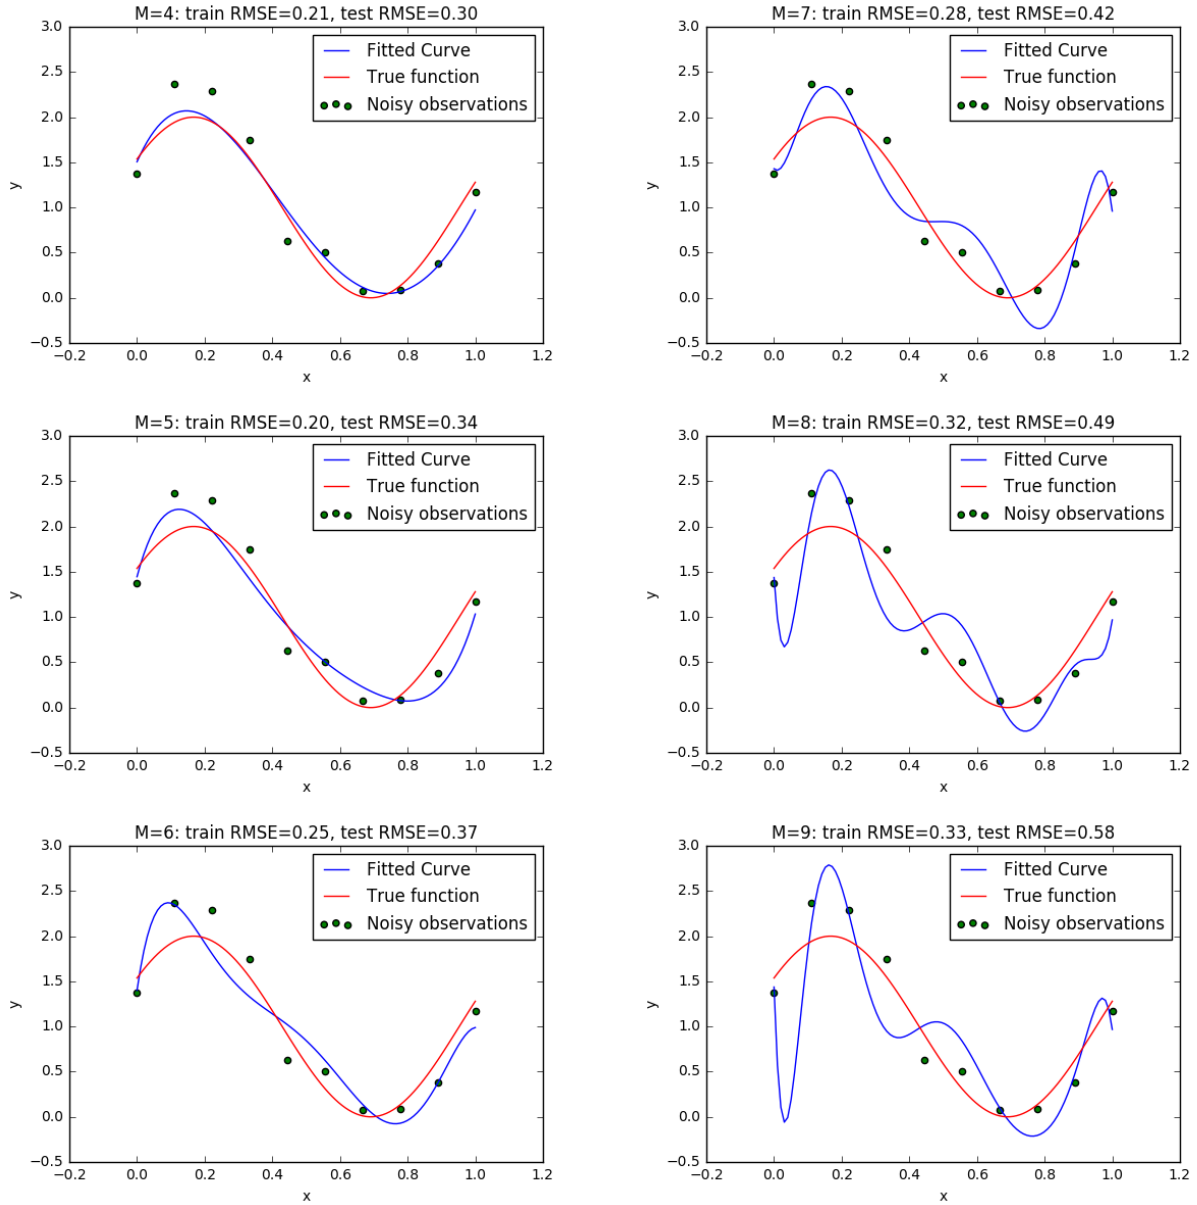 M=4: train RMSE=0.21, test RMSE=0.30
3.0
2.5
2.0
1.5
1.0
0.5
0.0
−0.5
y
Fitted Curve
True function
Noisy observations
−0.2 0.0 0.2 0.4 0.6 0.8 1.0 1.2
x
M=7: train RMSE=0.28, test RMSE=0.42
3.0
2.5
2.0
1.5
1.0
0.5
0.0
−0.5
y
Fitted Curve
True function
Noisy observations
−0.2 0.0 0.2 0.4 0.6 0.8 1.0 1.2
x
M=5: train RMSE=0.20, test RMSE=0.34
3.0
2.5
2.0
1.5
1.0
0.5
0.0
−0.5
y
Fitted Curve
True function
Noisy observations
−0.2 0.0 0.2 0.4 0.6 0.8 1.0 1.2
x
M=8: train RMSE=0.32, test RMSE=0.49
3.0
2.5
2.0
1.5
1.0
0.5
0.0
−0.5
y
Fitted Curve
True function
Noisy observations
−0.2 0.0 0.2 0.4 0.6 0.8 1.0 1.2
x
M=6: train RMSE=0.25, test RMSE=0.37
3.0
2.5
2.0
1.5
1.0
0.5
0.0
−0.5
y
Fitted Curve
True function
Noisy observations
−0.2 0.0 0.2 0.4 0.6 0.8 1.0 1.2
x
M=9: train RMSE=0.33, test RMSE=0.58
3.0
2.5
2.0
1.5
1.0
0.5
0.0
−0.5
y
Fitted Curve
True function
Noisy observations
−0.2 0.0 0.2 0.4 0.6 0.8 1.0 1.2
x